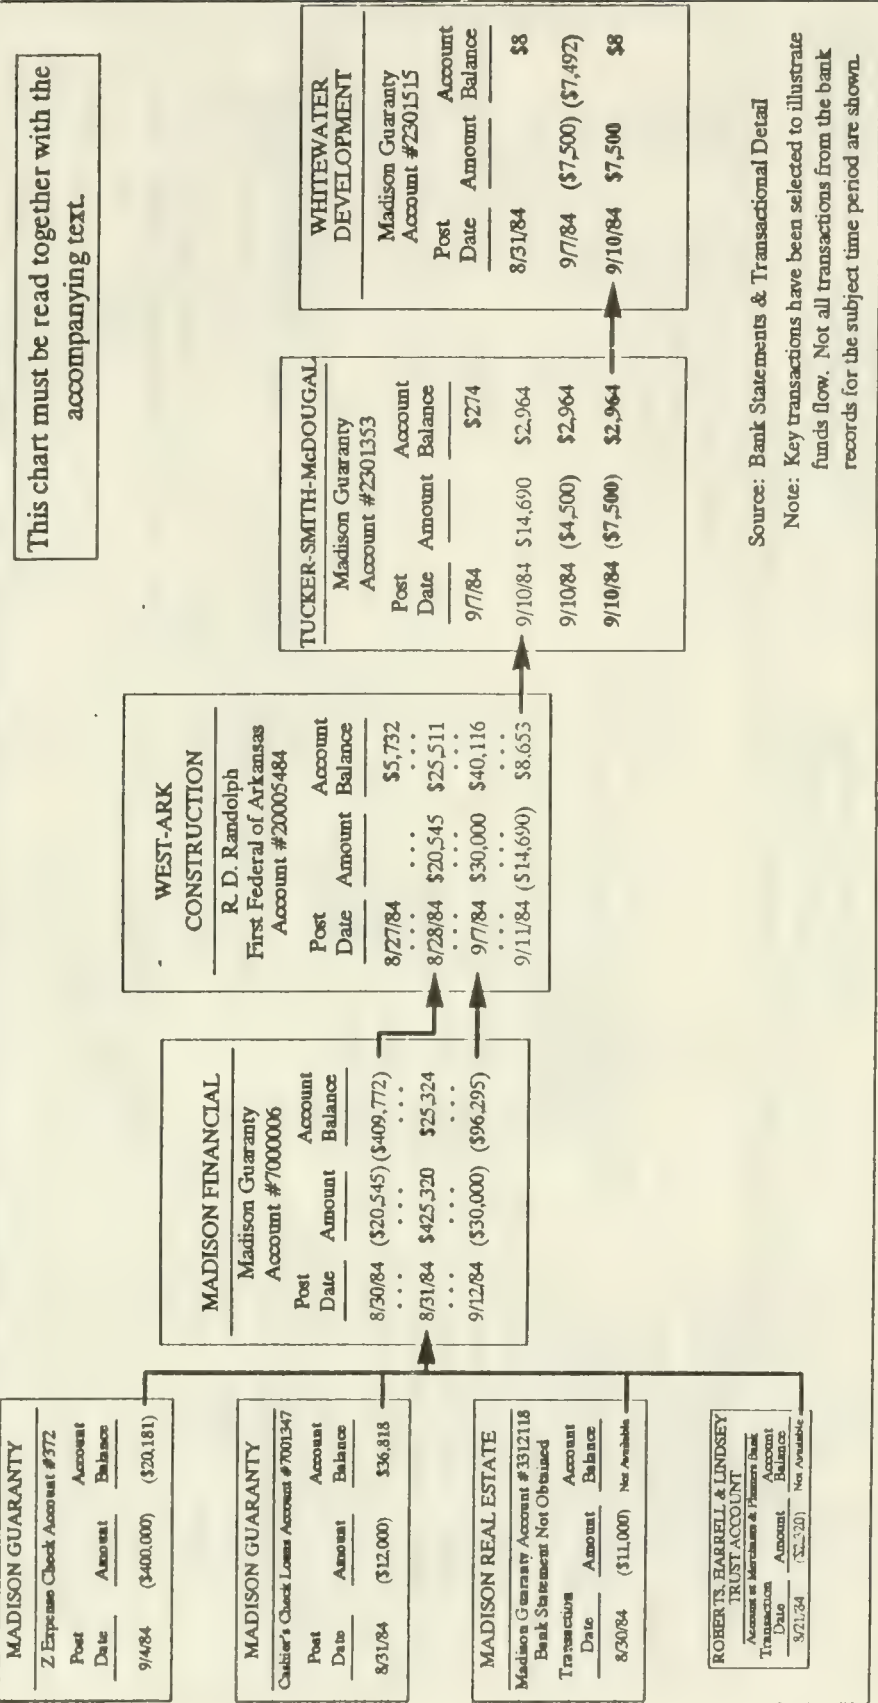 This chart must be read together with the
accompanying text.
MADISON GUARANTY
Z Expense Check Account #372
Post Account
Date Amount Balance
9/4/84 ($400,000) ($20,181)
MADISON GUARANTY
Cashier's Check Loans Account #7001347
Post Account
Date Amount Balance
8/31/84 ($12,000) $36,818
MADISON REAL ESTATE
Madison Guaranty Account #3312118
Bank Statement Not Obtained
Transaction Account
Date Amount Balance
8/30/84 ($11,000) Not Available
ROBERTS, HARRELL & LINDSEY
TRUST ACCOUNT
Account at Merchants & Planters Bank
Transaction Account
Date Amount Balance
8/21/84 ($2,320) Not Available
MADISON FINANCIAL
Madison Guaranty
Account #7000006
Post Account
Date Amount Balance
8/30/84 ($20,545) ($409,772)
. . . . . . . . .
8/31/84 $425,320 $25,324
. . . . . . . . .
9/12/84 ($30,000) ($96,295)
WEST-ARK
CONSTRUCTION
R. D. Randolph
First Federal of Arkansas
Account #20005484
Post Account
Date Amount Balance
8/27/84 $5,732
. . . . . . . . .
8/28/84 $20,545 $25,511
. . . . . . . . .
9/7/84 $30,000 $40,116
. . . . . . . . .
9/11/84 ($14,690) $8,653
TUCKER-SMITH-McDOUGAL
Madison Guaranty
Account #2301353
Post Account
Date Amount Balance
9/7/84 $274
9/10/84 $14,690 $2,964
9/10/84 ($4,500) $2,964
9/10/84 ($7,500) $2,964
WHITEWATER
DEVELOPMENT
Madison Guaranty
Account #2301515
Post Account
Date Amount Balance
8/31/84 $8
9/7/84 ($7,500) ($7,492)
9/10/84 $7,500 $8
Source: Bank Statements & Transactional Detail
Note: Key transactions have been selected to illustrate
funds flow. Not all transactions from the bank
records for the subject time period are shown.